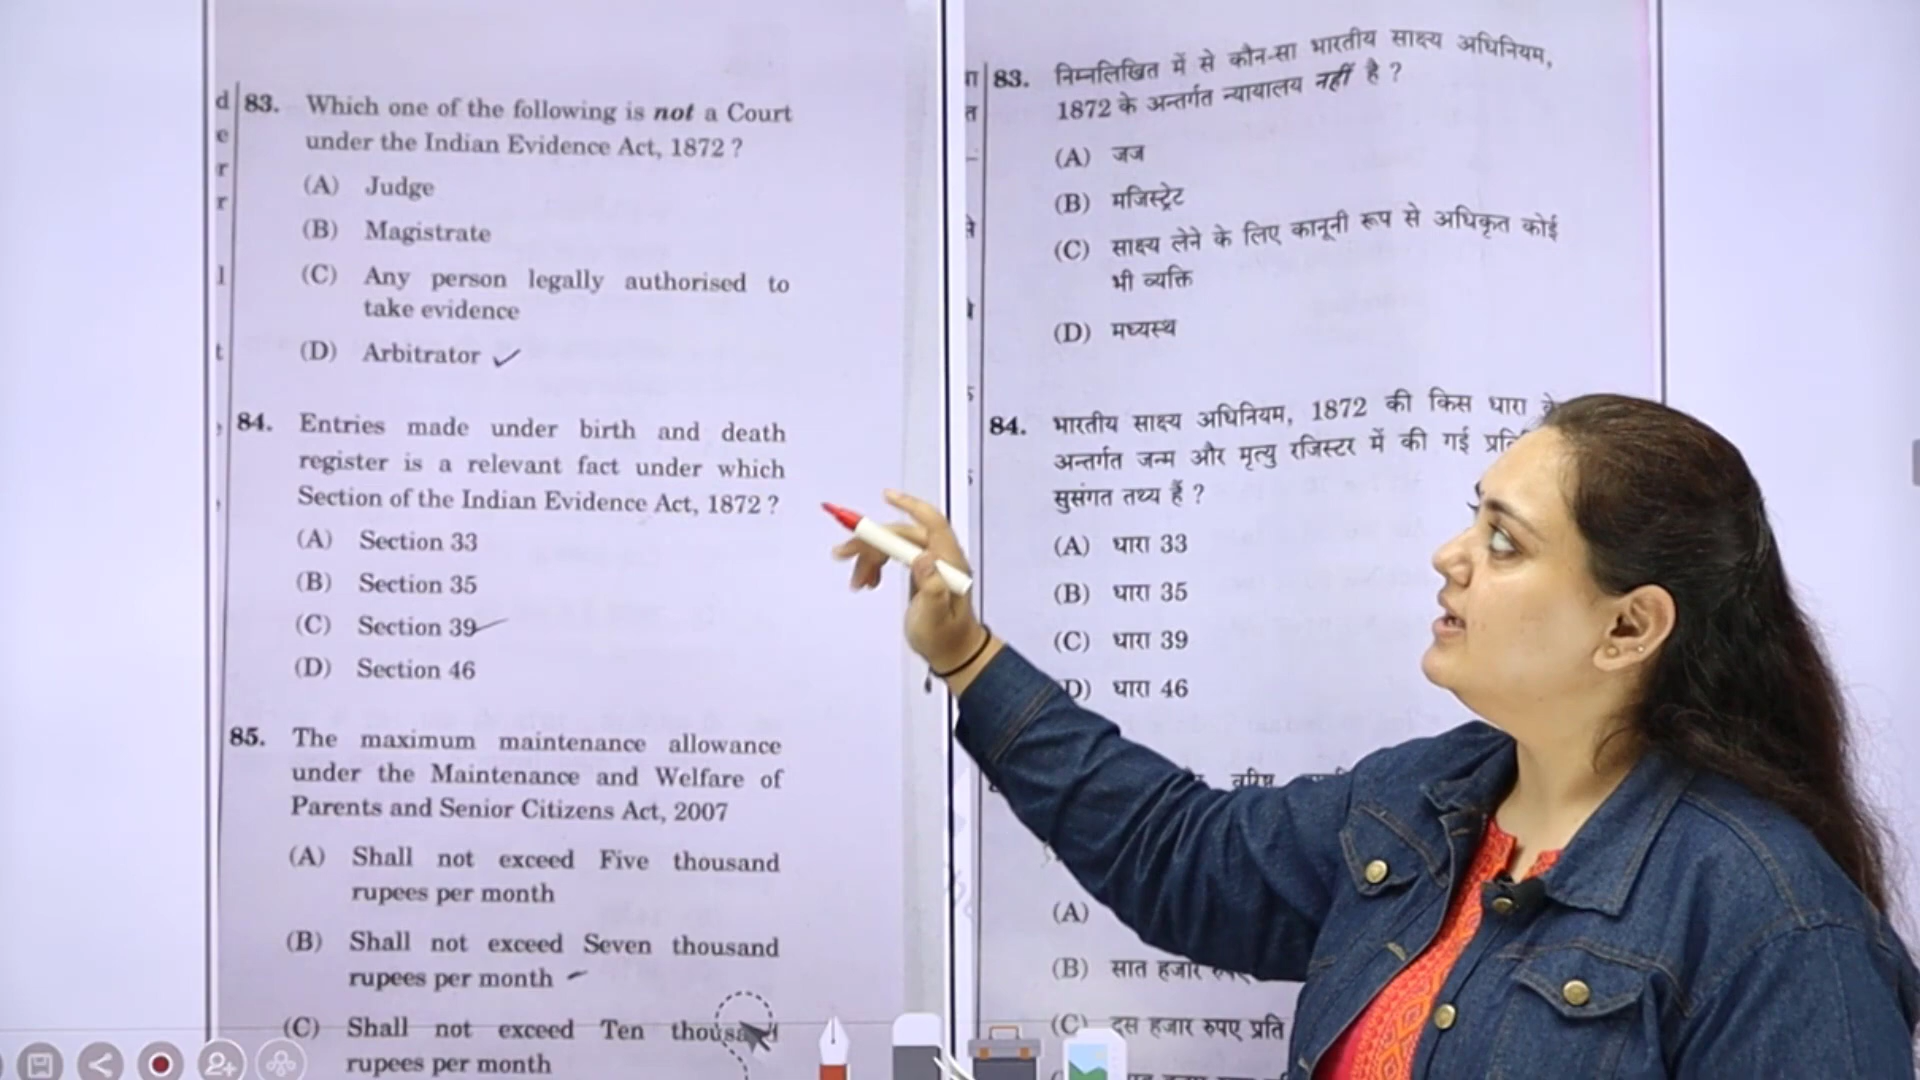 83. Which one of the following is not a Court
under the Indian Evidence Act, 1872 ?
(A) Judge
(B) Magistrate
(C) Any person legally authorised to
take evidence
(D) Arbitrator
84. Entries made under birth and death
register is a relevant fact under which
Section of the Indian Evidence Act, 1872 ?
(A) Section 33
(B) Section 35
(C) Section 39
(D) Section 46
85. The maximum maintenance allowance
under the Maintenance and Welfare of
Parents and Senior Citizens Act, 2007
(A) Shall not exceed Five thousand
rupees per month
(B) Shall not exceed Seven thousand
rupees per month
(C) Shall not exceed Ten thousand
rupees per month
83. निम्नलिखित में से कौन-सा भारतीय साक्ष्य अधिनियम,
1872 के अन्तर्गत न्यायालय नहीं है ?
(A) जज
(B) मजिस्ट्रेट
(C) साक्ष्य लेने के लिए कानूनी रूप से अधिकृत कोई
भी व्यक्ति
(D) मध्यस्थ
84. भारतीय साक्ष्य अधिनियम, 1872 की किस धारा के
अन्तर्गत जन्म और मृत्यु रजिस्टर में की गई
सुसंगत तथ्य हैं ?
(A) धारा 33
(B) धारा 35
(C) धारा 39
(D) धारा 46
वरिष्ठ
(A)
(B) सात हजार रुपए
(C) दस हजार रुपए प्रति